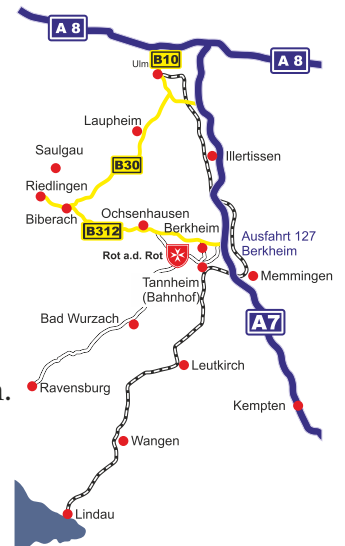 A 8
A 8
Ulm
B10
Laupheim
Illertissen
B30
Saulgau
Riedlingen
Biberach
Ochsenhausen
B312
Berkheim
Ausfahrt 127
Berkheim
Rot a.d. Rot
Tannheim
(Bahnhof)
Memmingen
Bad Wurzach
A7
Leutkirch
Ravensburg
Kempten
Wangen
Lindau